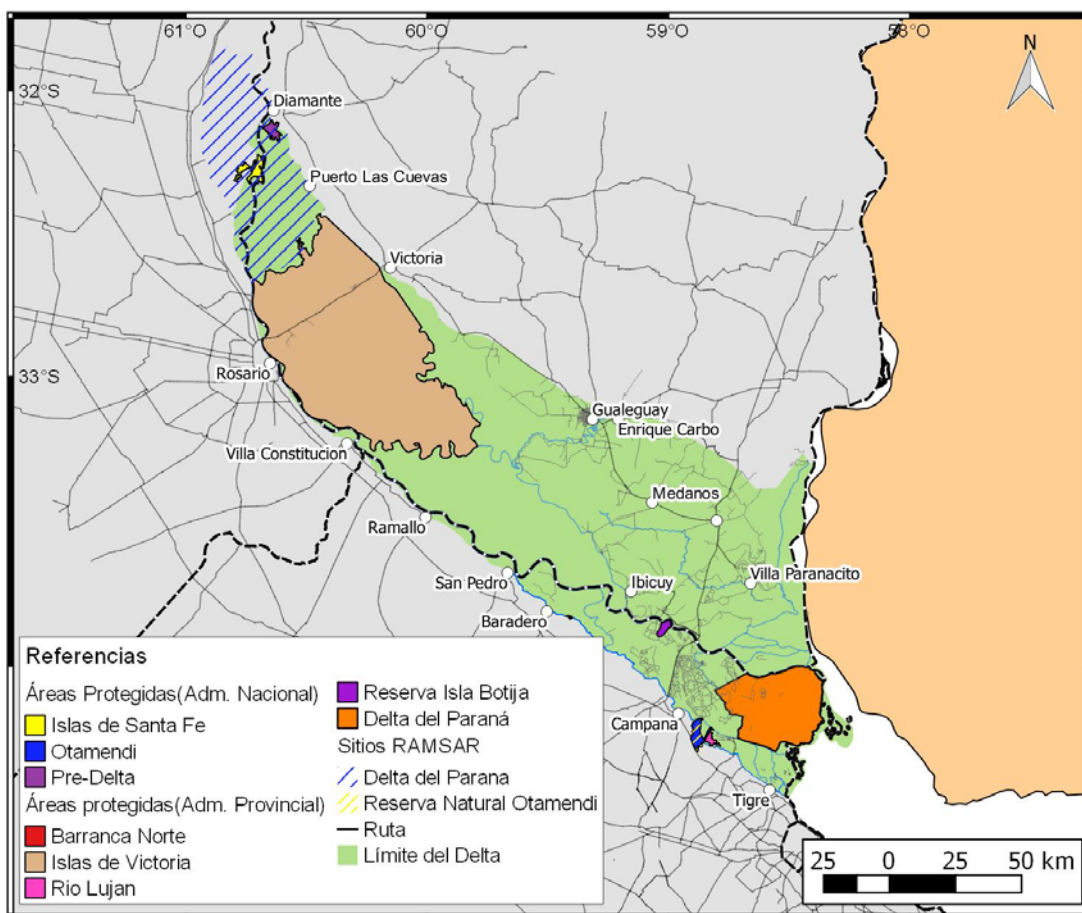 61°O 60°O 59°O 58°O
N
32°S
Diamante
Puerto Las Cuevas
Victoria
33°S
Rosario
Gualeguay
Enrique Carbo
Villa Constitucion
Medanos
Ramallo
San Pedro
Ibicuy
Villa Paranacito
Baradero
Campana
Tigre
Referencias
Áreas Protegidas(Adm. Nacional)
Islas de Santa Fe
Otamendi
Pre-Delta
Áreas protegidas(Adm. Provincial)
Barranca Norte
Islas de Victoria
Rio Lujan
Reserva Isla Botija
Delta del Paraná
Sitios RAMSAR
Delta del Parana
Reserva Natural Otamendi
Ruta
Límite del Delta
25 0 25 50 km